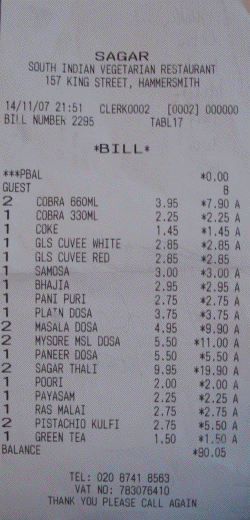 SAGAR
SOUTH INDIAN VEGETARIAN RESTAURANT
157 KING STREET, HAMMERSMITH
14/11/07 21:51 CLERK0002 [0002] 000000
BILL NUMBER 2295 TABL17
*BILL*
***PBAL *0.00
GUEST 8
2 COBRA 660ML 3.95 *7.90 A
1 COBRA 330ML 2.25 *2.25 A
1 COKE 1.45 *1.45 A
1 GLS CUVEE WHITE 2.85 *2.85 A
1 GLS CUVEE RED 2.85 *2.85
1 SAMOSA 3.00 *3.00 A
1 BHAJIA 2.95 *2.95 A
1 PANI PURI 2.75 *2.75 A
1 PLAIN DOSA 3.75 *3.75 A
2 MASALA DOSA 4.95 *9.90 A
2 MYSORE MSL DOSA 5.50 *11.00 A
1 PANEER DOSA 5.50 *5.50 A
2 SAGAR THALI 9.95 *19.90 A
1 POORI 2.00 *2.00 A
1 PAYASAM 2.25 *2.25 A
1 RAS MALAI 2.75 *2.75 A
2 PISTACHIO KULFI 2.75 *5.50 A
1 GREEN TEA 1.50 *1.50 A
BALANCE *90.05
TEL: 020 8741 8563
VAT NO: 783076410
THANK YOU PLEASE CALL AGAIN